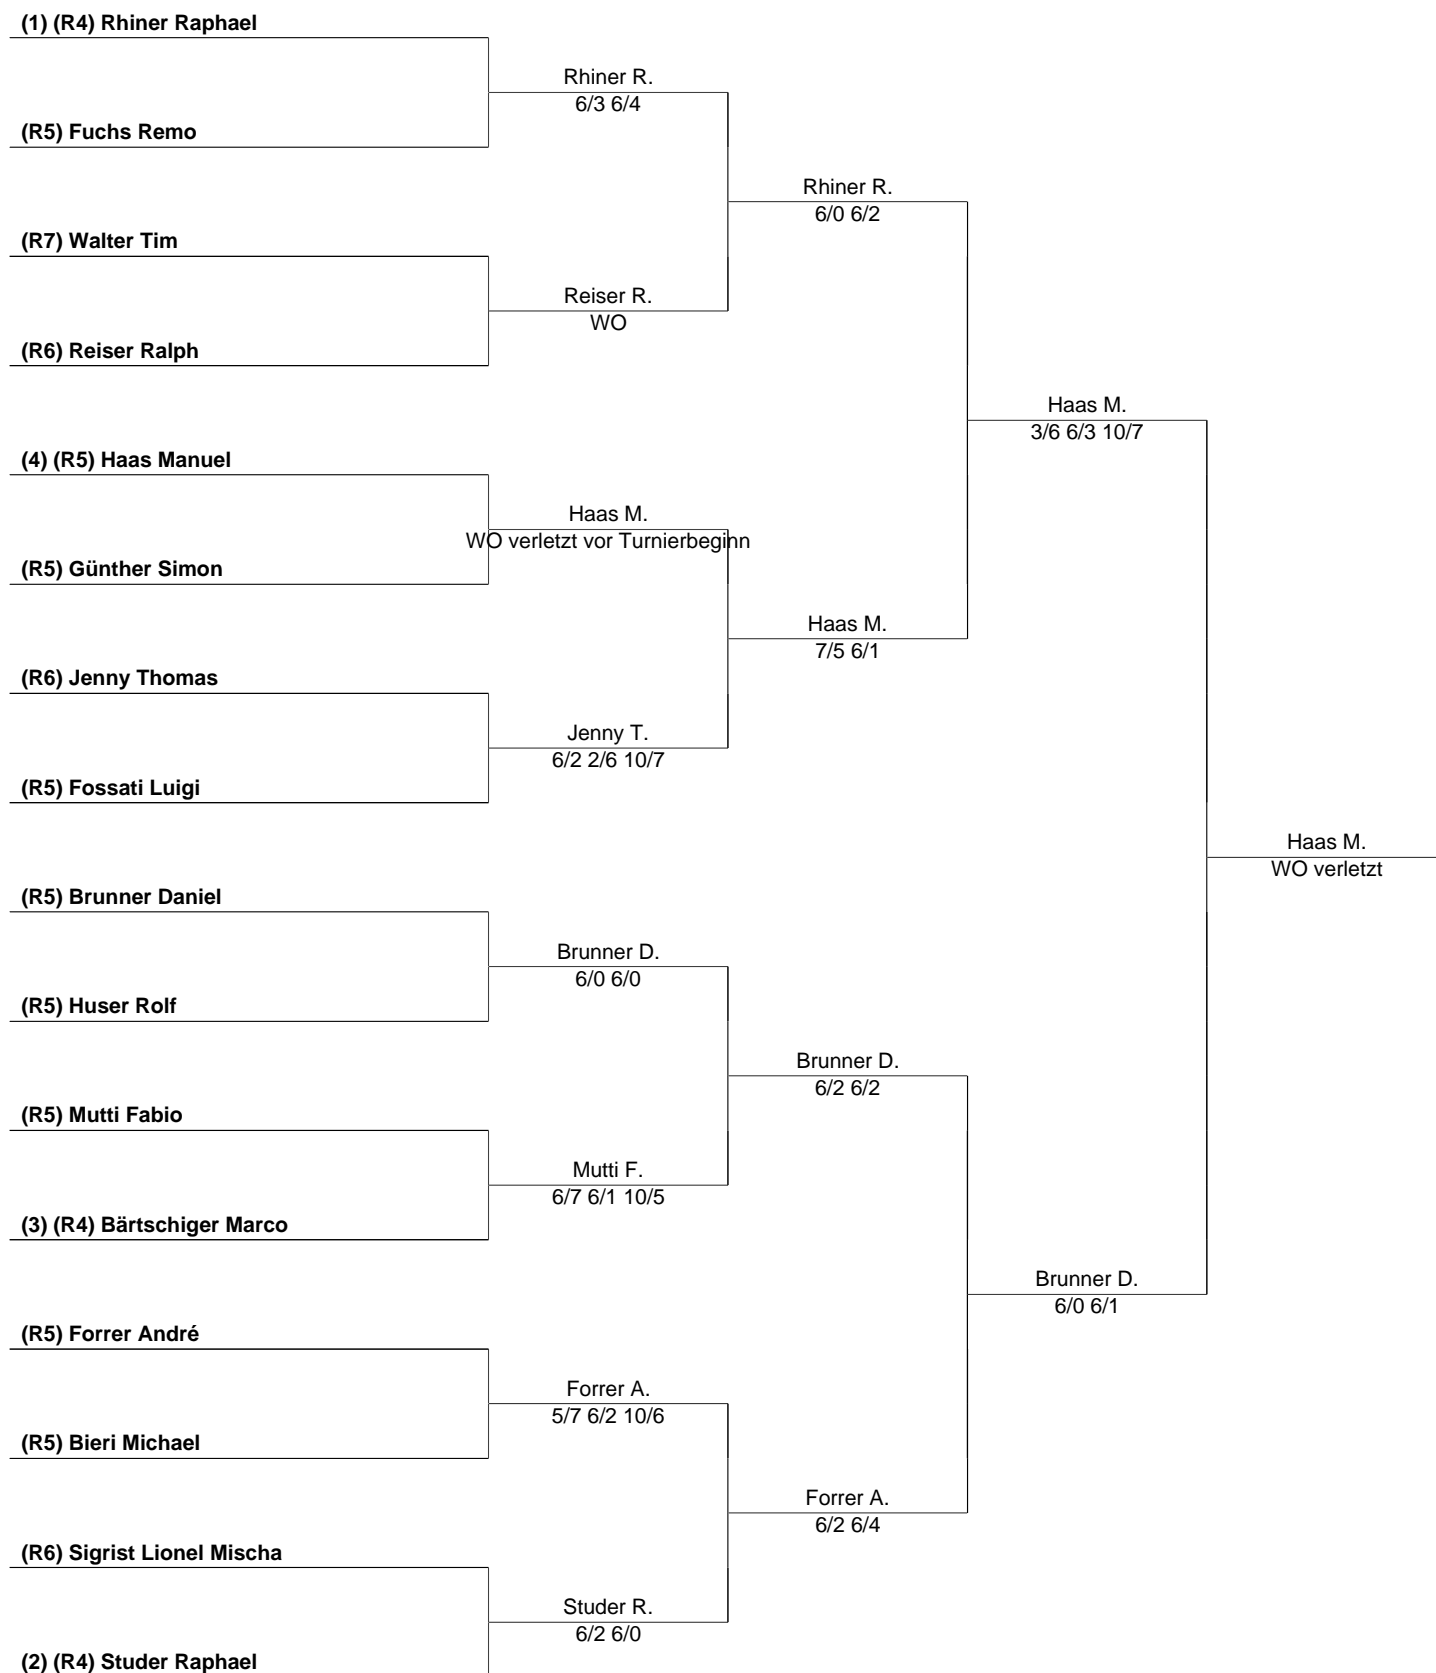 (1) (R4) Rhiner Raphael
Rhiner R.
6/3 6/4
(R5) Fuchs Remo
Rhiner R.
6/0 6/2
(R7) Walter Tim
Reiser R.
WO
(R6) Reiser Ralph
Haas M.
3/6 6/3 10/7
(4) (R5) Haas Manuel
Haas M.
WO verletzt vor Turnierbeginn
(R5) Günther Simon
Haas M.
7/5 6/1
(R6) Jenny Thomas
Jenny T.
6/2 2/6 10/7
(R5) Fossati Luigi
Haas M.
WO verletzt
(R5) Brunner Daniel
Brunner D.
6/0 6/0
(R5) Huser Rolf
Brunner D.
6/2 6/2
(R5) Mutti Fabio
Mutti F.
6/7 6/1 10/5
(3) (R4) Bärtschiger Marco
Brunner D.
6/0 6/1
(R5) Forrer André
Forrer A.
5/7 6/2 10/6
(R5) Bieri Michael
Forrer A.
6/2 6/4
(R6) Sigrist Lionel Mischa
Studer R.
6/2 6/0
(2) (R4) Studer Raphael